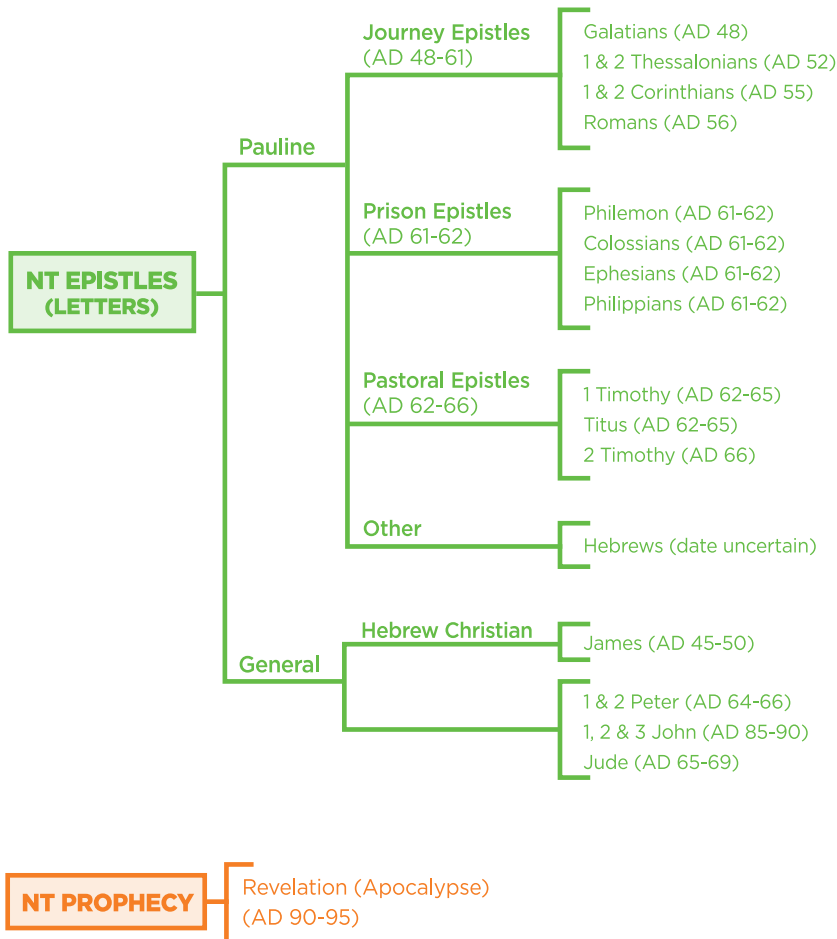 NT EPISTLES
(LETTERS)
Pauline
Journey Epistles
(AD 48-61)
Galatians (AD 48)
1 & 2 Thessalonians (AD 52)
1 & 2 Corinthians (AD 55)
Romans (AD 56)
Prison Epistles
(AD 61-62)
Philemon (AD 61-62)
Colossians (AD 61-62)
Ephesians (AD 61-62)
Philippians (AD 61-62)
Pastoral Epistles
(AD 62-66)
1 Timothy (AD 62-65)
Titus (AD 62-65)
2 Timothy (AD 66)
Other
Hebrews (date uncertain)
General
Hebrew Christian
James (AD 45-50)
1 & 2 Peter (AD 64-66)
1, 2 & 3 John (AD 85-90)
Jude (AD 65-69)
NT PROPHECY
Revelation (Apocalypse)
(AD 90-95)